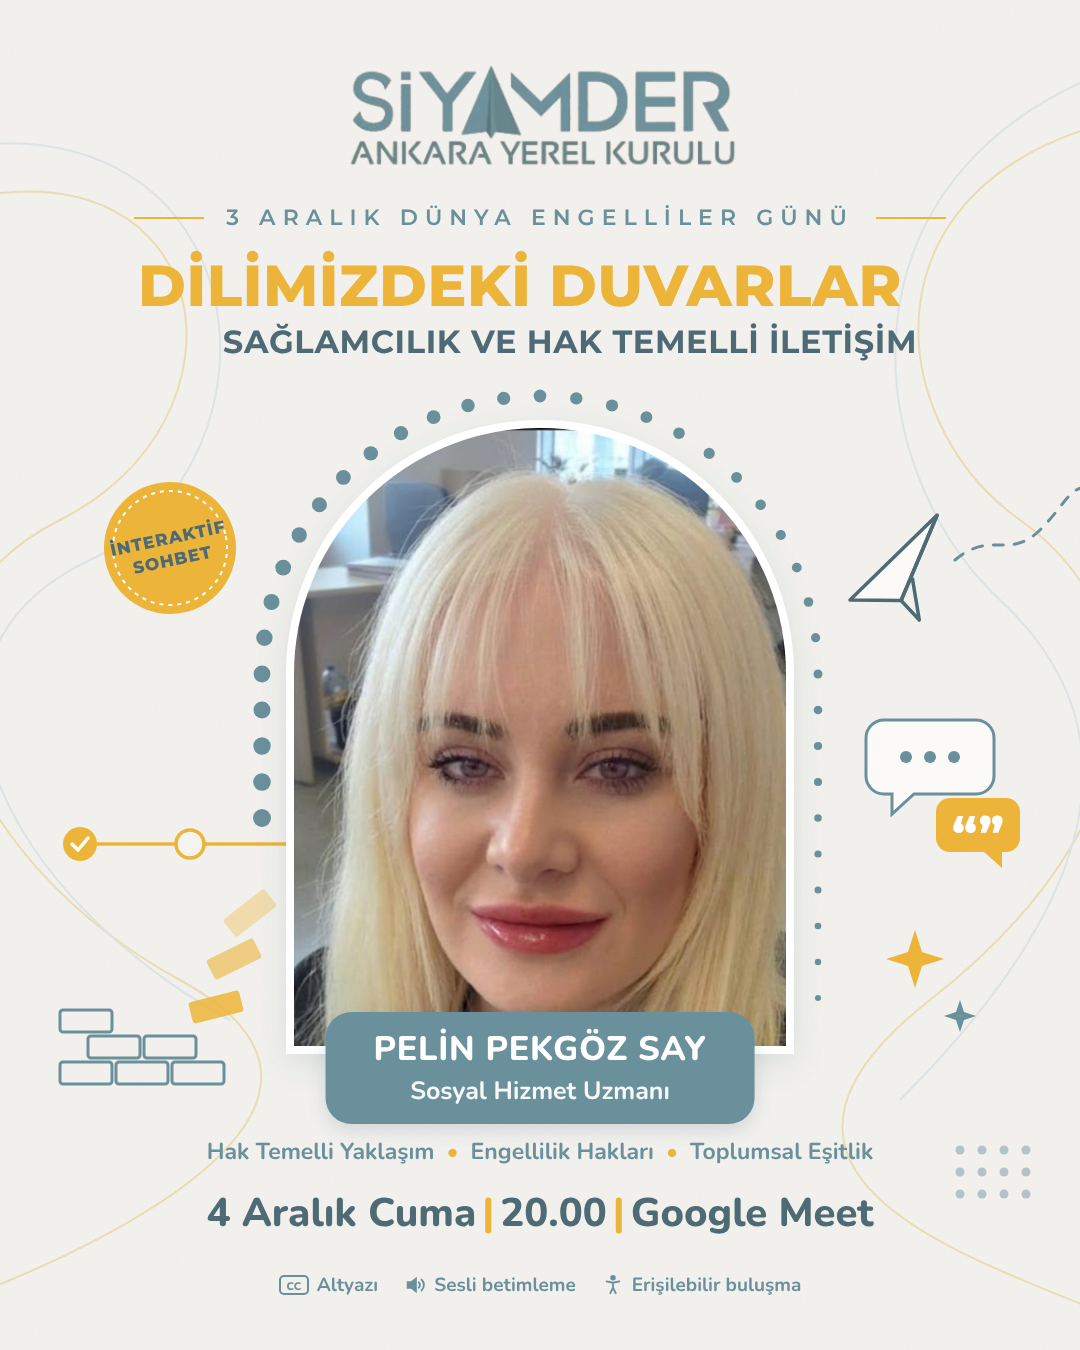 SiYAMDER
ANKARA YEREL KURULU
3 ARALIK DÜNYA ENGELLİLER GÜNÜ
DİLİMİZDEKİ DUVARLAR
SAĞLAMCILIK VE HAK TEMELLİ İLETİŞİM
İNTERAKTİF
SOHBET
“”
PELİN PEKGÖZ SAY
Sosyal Hizmet Uzmanı
Hak Temelli Yaklaşım • Engellilik Hakları • Toplumsal Eşitlik
4 Aralık Cuma | 20.00 | Google Meet
CC Altyazı Sesli betimleme Erişilebilir buluşma